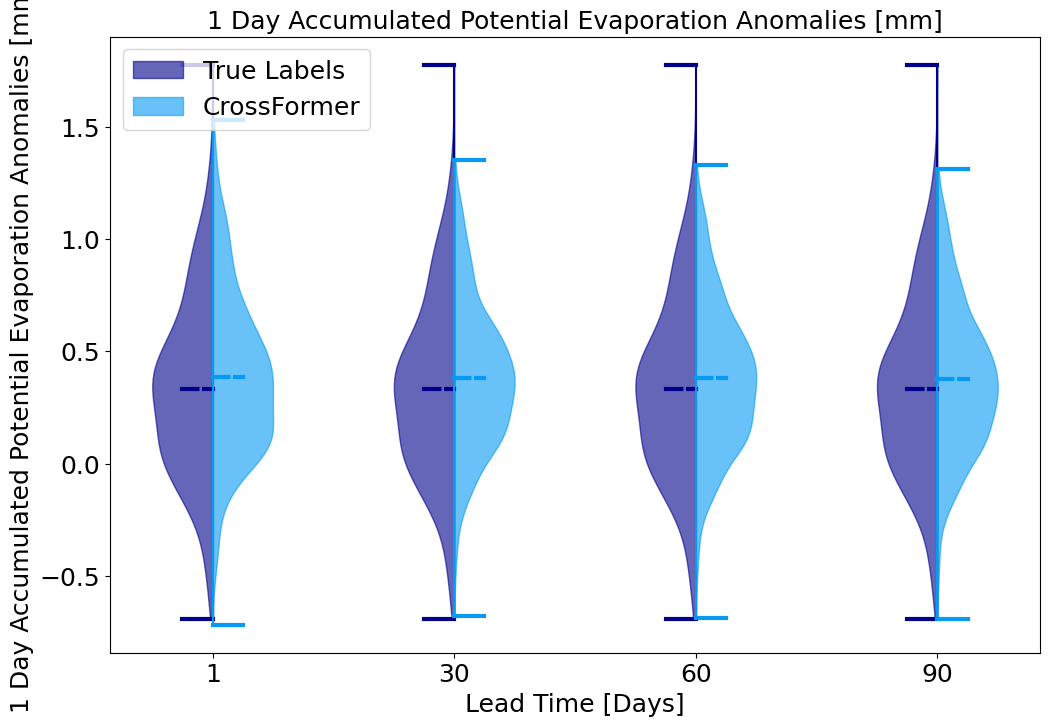 1 Day Accumulated Potential Evaporation Anomalies [mm]
1 Day Accumulated Potential Evaporation Anomalies [mm
True Labels
CrossFormer
1.5
1.0
0.5
0.0
−0.5
1
30
60
90
Lead Time [Days]